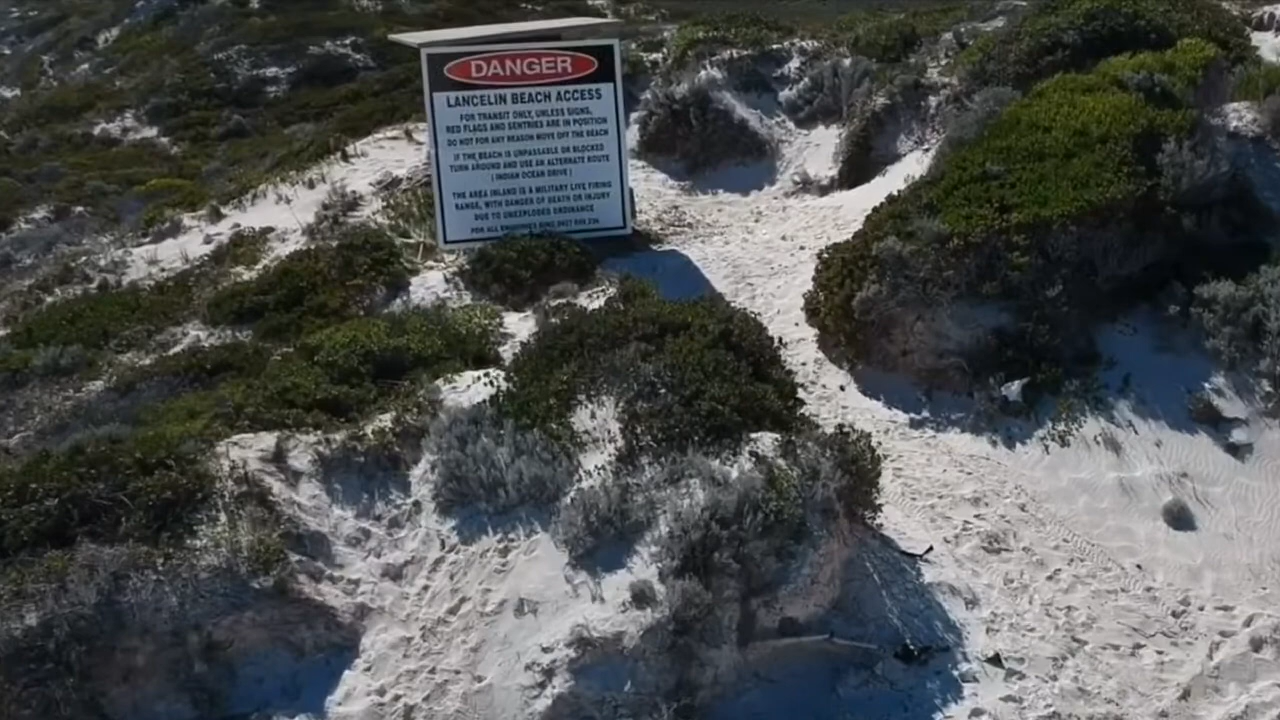 DANGER
LANCELIN BEACH ACCESS
FOR TRANSIT ONLY, UNLESS SIGNS,
RED FLAGS AND SENTRIES ARE IN POSITION
DO NOT FOR ANY REASON MOVE OFF THE BEACH
IF THE BEACH IS UNPASSABLE OR BLOCKED
TURN AROUND AND USE AN ALTERNATE ROUTE
( INDIAN OCEAN DRIVE )
THE AREA INLAND IS A MILITARY LIVE FIRING
RANGE, WITH DANGER OF DEATH OR INJURY
DUE TO UNEXPLODED ORDINANCE
FOR ALL ENQUIRIES RING